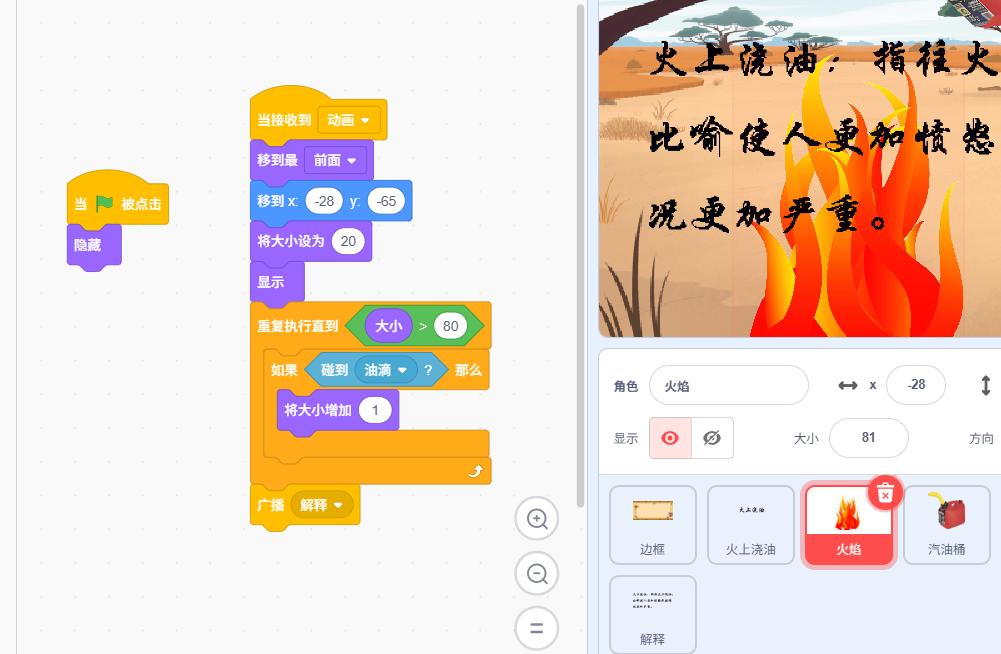 当接收到 动画
移到最 前面
移到 x: -28 y: -65
将大小设为 20
显示
重复执行直到 大小 > 80
如果 碰到 油滴 ? 那么
将大小增加 1
广播 解释
当 被点击
隐藏
火上浇油：指往火
比喻使人更加愤怒
况更加严重。
角色 火焰 x -28
显示 大小 81 方向
火上浇油
边框 火上浇油 火焰 汽油桶
解释